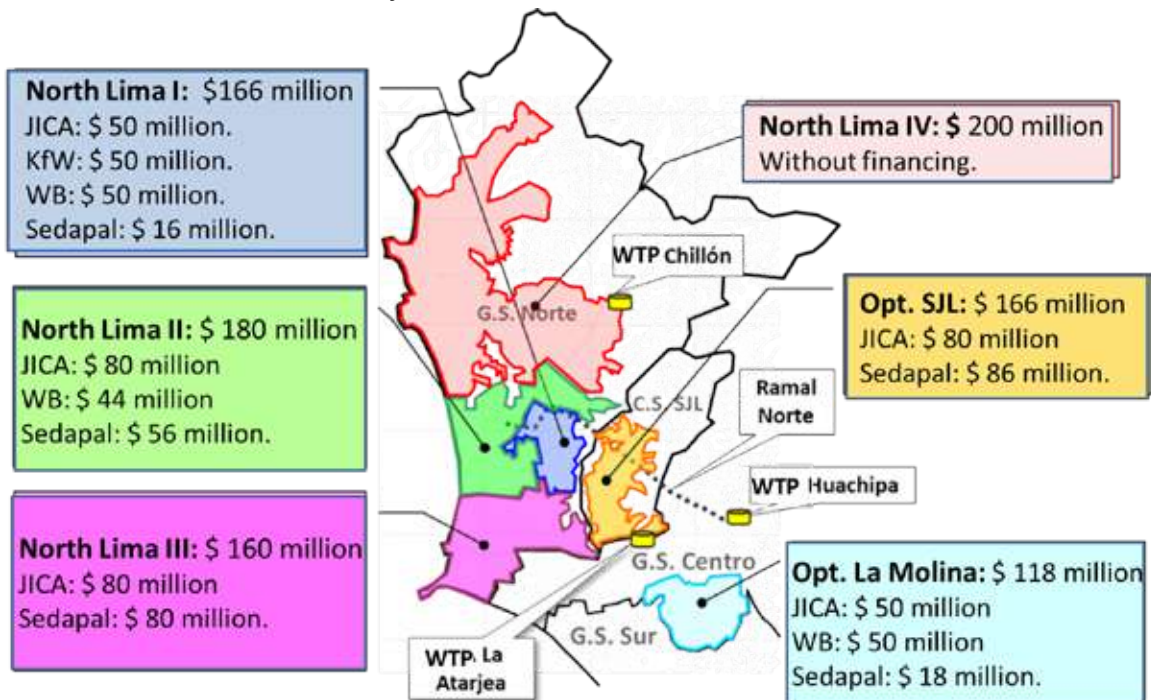 North Lima I: $166 million
JICA: $ 50 million.
KfW: $ 50 million.
WB: $ 50 million.
Sedapal: $ 16 million.
North Lima II: $ 180 million
JICA: $ 80 million
WB: $ 44 million
Sedapal: $ 56 million.
North Lima III: $ 160 million
JICA: $ 80 million
Sedapal: $ 80 million.
North Lima IV: $ 200 million
Without financing.
WTP Chillón
G.S. Norte
Opt. SJL: $ 166 million
JICA: $ 80 million
Sedapal: $ 86 million.
C.S. SJL
Ramal
Norte
WTP Huachipa
G.S. Centro
G.S. Sur
WTP. La
Atarjea
Opt. La Molina: $ 118 million
JICA: $ 50 million
WB: $ 50 million
Sedapal: $ 18 million.